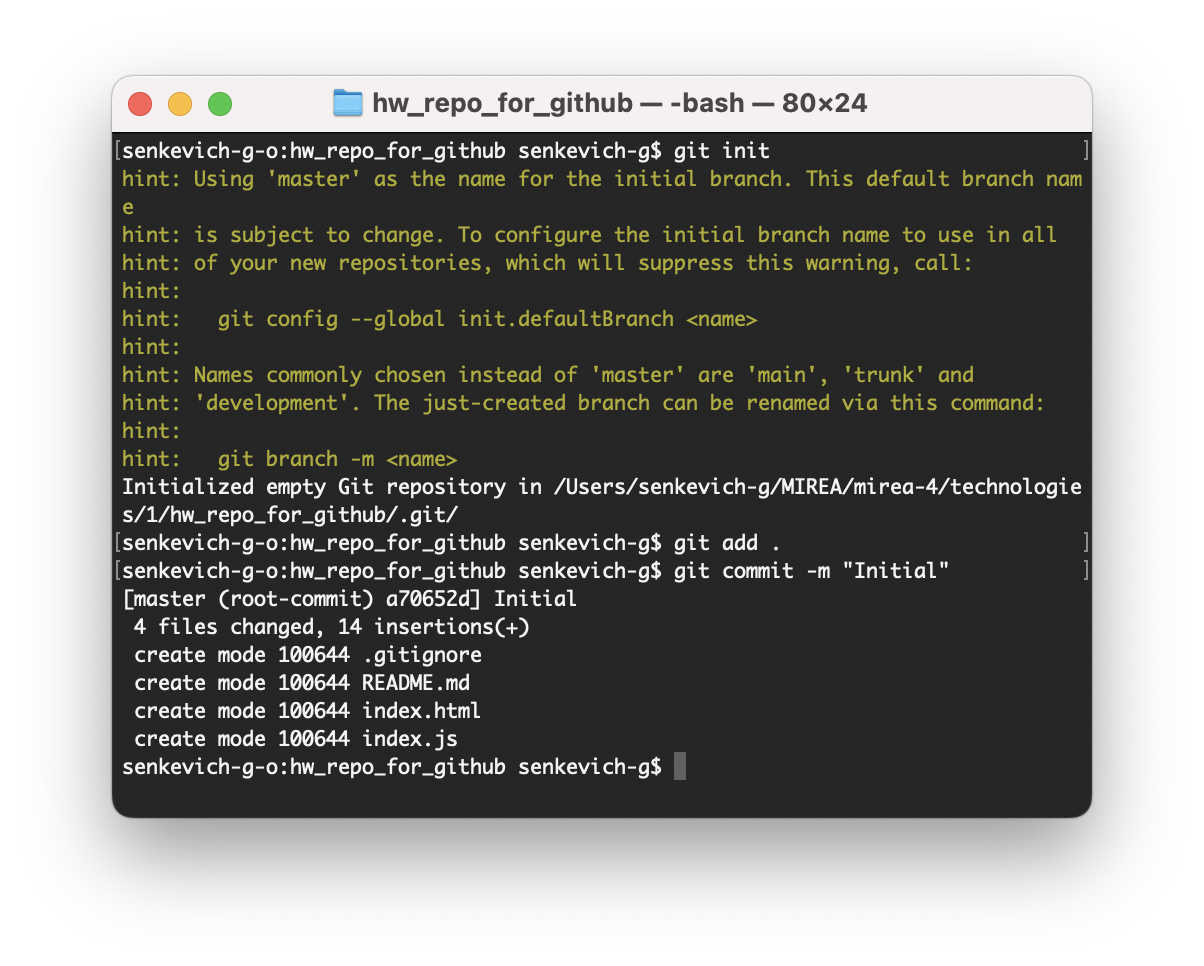 hw_repo_for_github — -bash — 80×24
[senkevich-g-o:hw_repo_for_github senkevich-g$ git init ]
hint: Using 'master' as the name for the initial branch. This default branch nam
e
hint: is subject to change. To configure the initial branch name to use in all
hint: of your new repositories, which will suppress this warning, call:
hint:
hint:   git config --global init.defaultBranch <name>
hint:
hint: Names commonly chosen instead of 'master' are 'main', 'trunk' and
hint: 'development'. The just-created branch can be renamed via this command:
hint:
hint:   git branch -m <name>
Initialized empty Git repository in /Users/senkevich-g/MIREA/mirea-4/technologie
s/1/hw_repo_for_github/.git/
[senkevich-g-o:hw_repo_for_github senkevich-g$ git add . ]
[senkevich-g-o:hw_repo_for_github senkevich-g$ git commit -m "Initial" ]
[master (root-commit) a70652d] Initial
 4 files changed, 14 insertions(+)
 create mode 100644 .gitignore
 create mode 100644 README.md
 create mode 100644 index.html
 create mode 100644 index.js
senkevich-g-o:hw_repo_for_github senkevich-g$